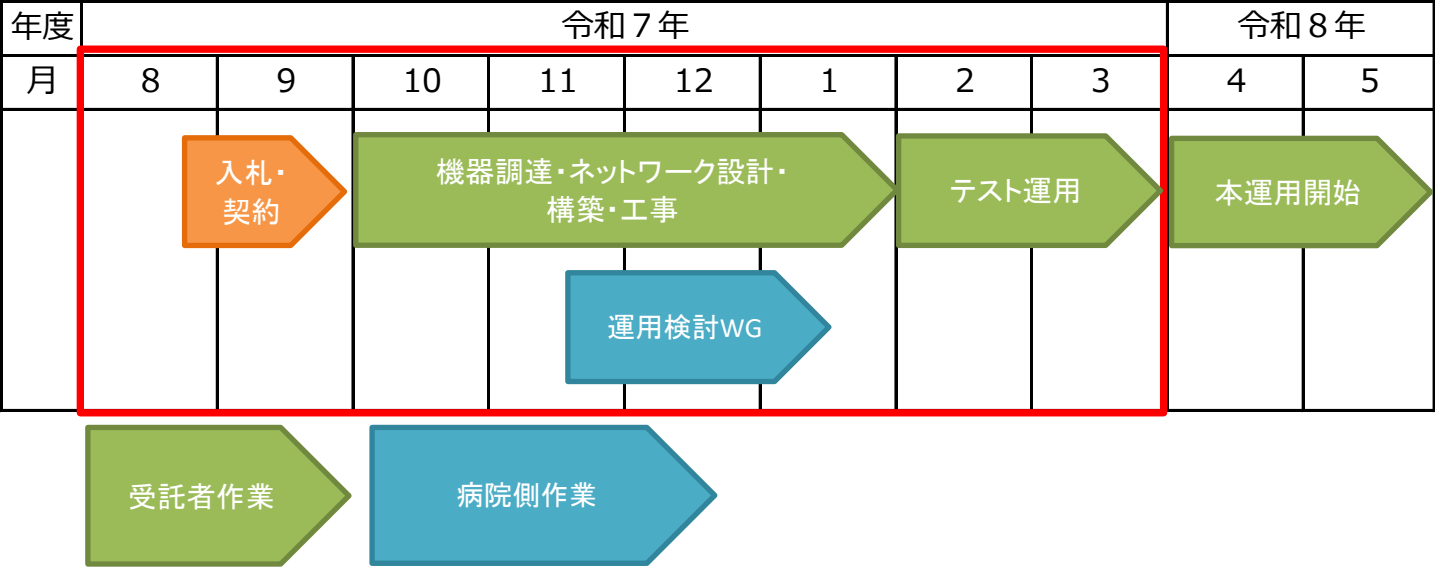 年度 令和７年 令和８年
月 8 9 10 11 12 1 2 3 4 5
入札・
契約
機器調達・ネットワーク設計・
構築・工事
テスト運用
本運用開始
運用検討WG
受託者作業
病院側作業